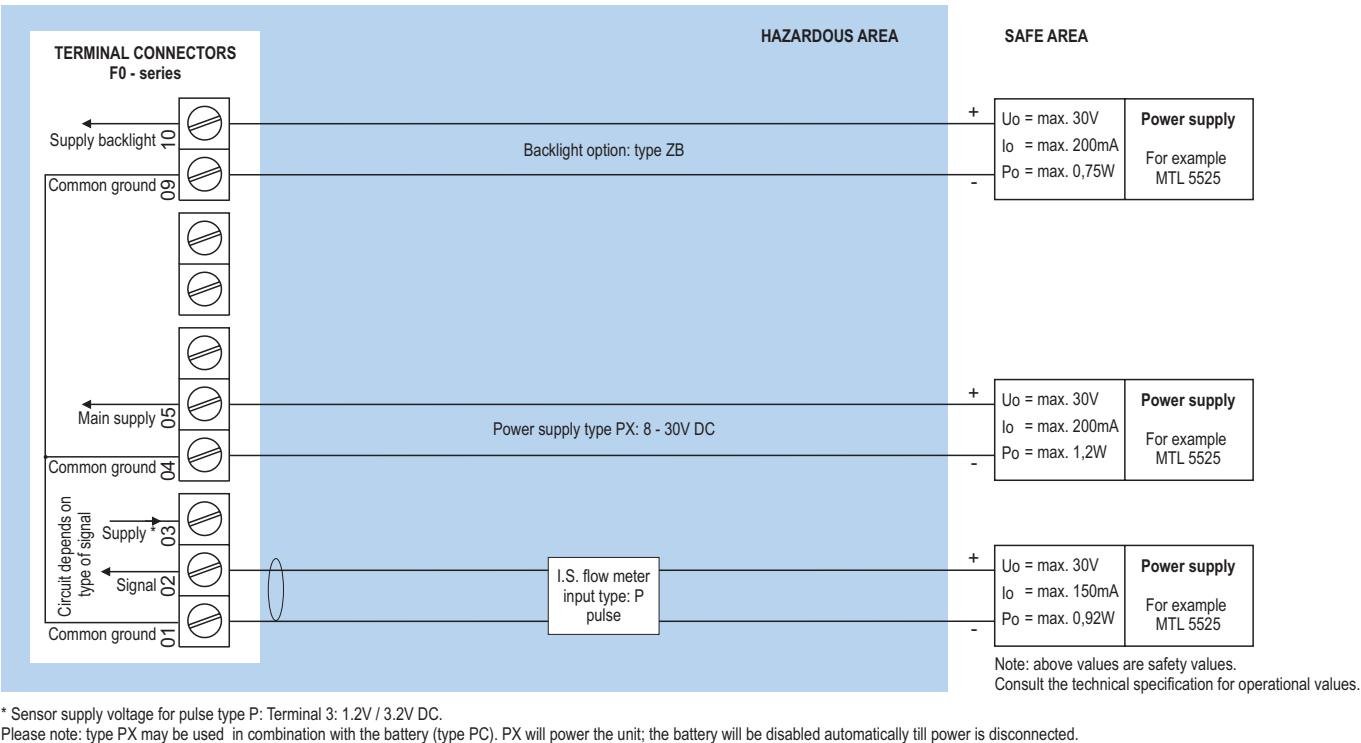 HAZARDOUS AREA
SAFE AREA
TERMINAL CONNECTORS
F0 - series
Supply backlight
10
Common ground
09
Backlight option: type ZB
+
-
Uo = max. 30V
Io = max. 200mA
Po = max. 0,75W
Power supply
For example
MTL 5525
Main supply
05
Common ground
04
Power supply type PX: 8 - 30V DC
+
-
Uo = max. 30V
Io = max. 200mA
Po = max. 1,2W
Power supply
For example
MTL 5525
Circuit depends on
type of signal
Supply *
03
Signal
02
Common ground
01
I.S. flow meter
input type: P
pulse
+
-
Uo = max. 30V
Io = max. 150mA
Po = max. 0,92W
Power supply
For example
MTL 5525
Note: above values are safety values.
Consult the technical specification for operational values.
* Sensor supply voltage for pulse type P: Terminal 3: 1.2V / 3.2V DC.
Please note: type PX may be used in combination with the battery (type PC). PX will power the unit; the battery will be disabled automatically till power is disconnected.